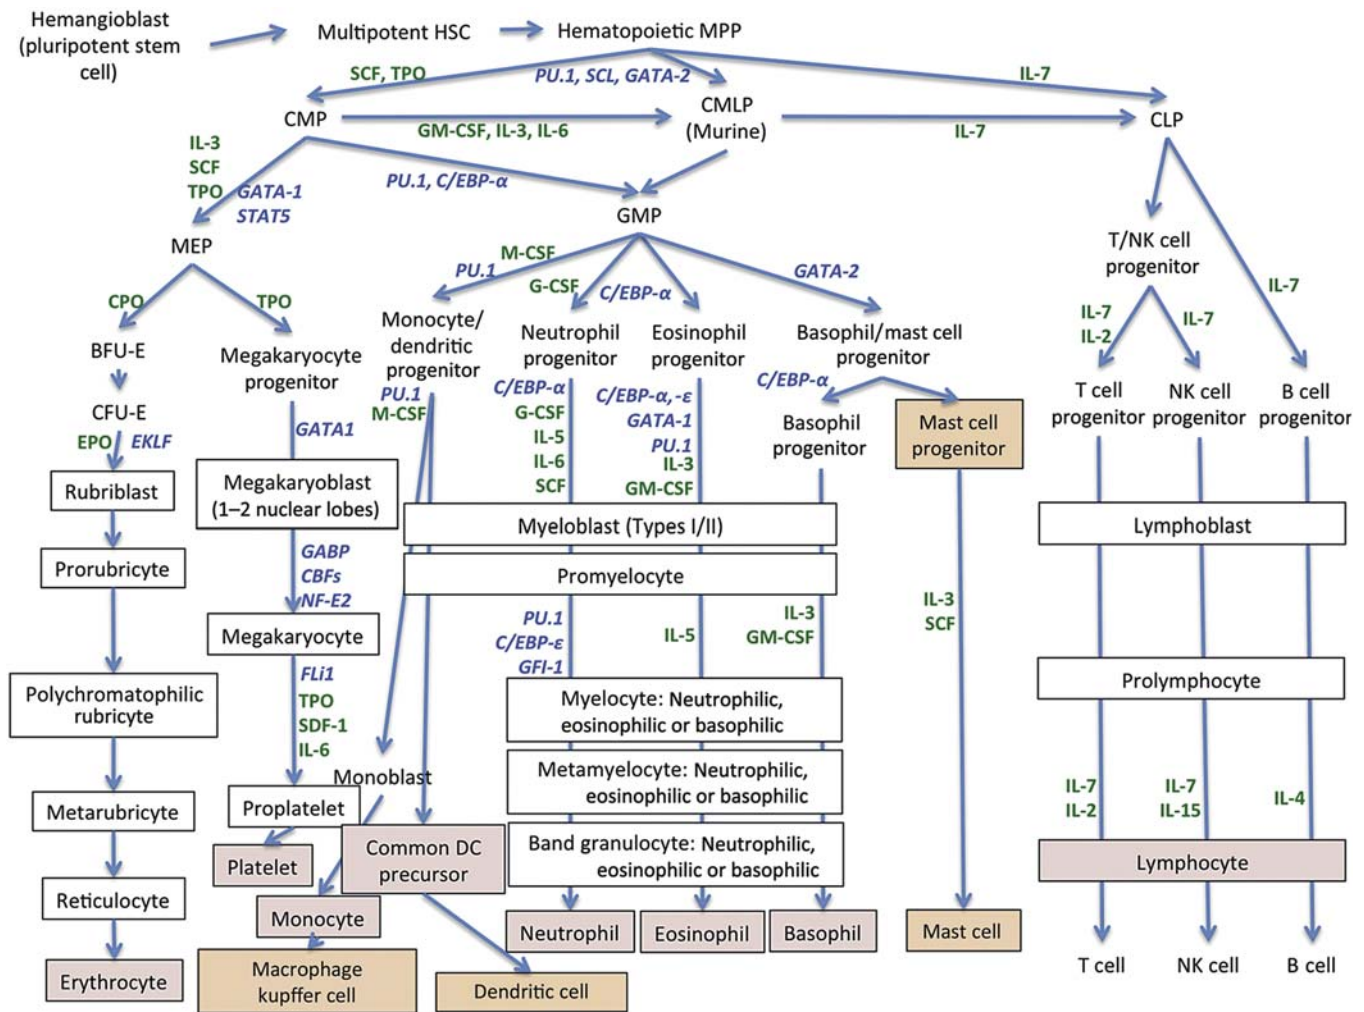 Hemangioblast
(pluripotent stem
cell)
Multipotent HSC
Hematopoietic MPP
SCF, TPO
PU.1, SCL, GATA-2
IL-7
CMP
GM-CSF, IL-3, IL-6
CMLP
(Murine)
IL-7
CLP
IL-3
SCF
TPO
GATA-1
STAT5
PU.1, C/EBP-α
GMP
MEP
T/NK cell
progenitor
CPO
TPO
PU.1
M-CSF
G-CSF
C/EBP-α
GATA-2
IL-7
IL-2
IL-7
IL-7
BFU-E
Megakaryocyte
progenitor
Monocyte/
dendritic
progenitor
Neutrophil
progenitor
Eosinophil
progenitor
Basophil/mast cell
progenitor
T cell
progenitor
NK cell
progenitor
B cell
progenitor
CFU-E
EPO
EKLF
GATA1
PU.1
M-CSF
C/EBP-α
G-CSF
IL-5
IL-6
SCF
C/EBP-α,-ε
GATA-1
PU.1
IL-3
GM-CSF
C/EBP-α
Basophil
progenitor
Mast cell
progenitor
Rubriblast
Megakaryoblast
(1–2 nuclear lobes)
Myeloblast (Types I/II)
Lymphoblast
Prorubricyte
GABP
CBFs
NF-E2
Promyelocyte
Megakaryocyte
PU.1
C/EBP-ε
GFI-1
IL-5
IL-3
GM-CSF
IL-3
SCF
Polychromatophilic
rubricyte
FLi1
TPO
SDF-1
IL-6
Myelocyte: Neutrophilic,
eosinophilic or basophilic
Prolymphocyte
Monoblast
Metamyelocyte: Neutrophilic,
eosinophilic or basophilic
Metarubricyte
Proplatelet
IL-7
IL-2
IL-7
IL-15
IL-4
Platelet
Common DC
precursor
Band granulocyte: Neutrophilic,
eosinophilic or basophilic
Lymphocyte
Reticulocyte
Monocyte
Neutrophil
Eosinophil
Basophil
Mast cell
Erythrocyte
Macrophage
kupffer cell
Dendritic cell
T cell
NK cell
B cell